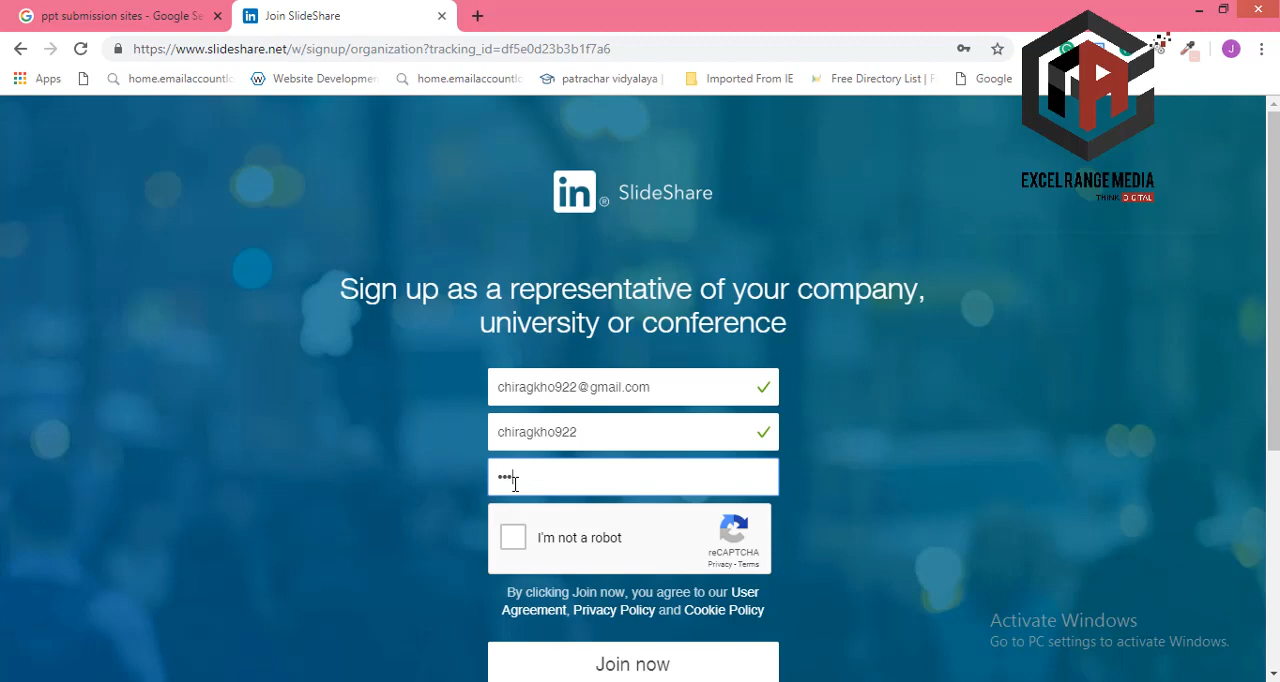 ppt submission sites - Google Se
Join SlideShare
https://www.slideshare.net/w/signup/organization?tracking_id=df5e0d23b3b1f7a6
J
Apps
home.emailaccountlo
Website Developmen
home.emailaccountlo
patrachar vidyalaya |
Imported From IE
Free Directory List | F
Google
EXCEL RANGE MEDIA
THINK DIGITAL
in® SlideShare
Sign up as a representative of your company,
university or conference
chiragkho922@gmail.com
chiragkho922
I'm not a robot
reCAPTCHA
Privacy - Terms
By clicking Join now, you agree to our User
Agreement, Privacy Policy and Cookie Policy
Join now
Activate Windows
Go to PC settings to activate Windows.